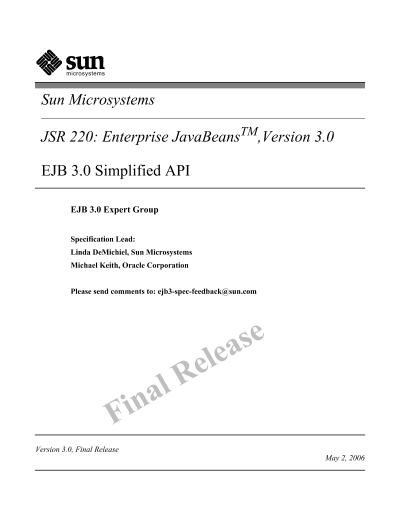 Sun
microsystems
Sun Microsystems
JSR 220: Enterprise JavaBeansTM,Version 3.0
EJB 3.0 Simplified API
EJB 3.0 Expert Group
Specification Lead:
Linda DeMichiel, Sun Microsystems
Michael Keith, Oracle Corporation
Please send comments to: ejb3-spec-feedback@sun.com
Final Release
Version 3.0, Final Release
May 2, 2006